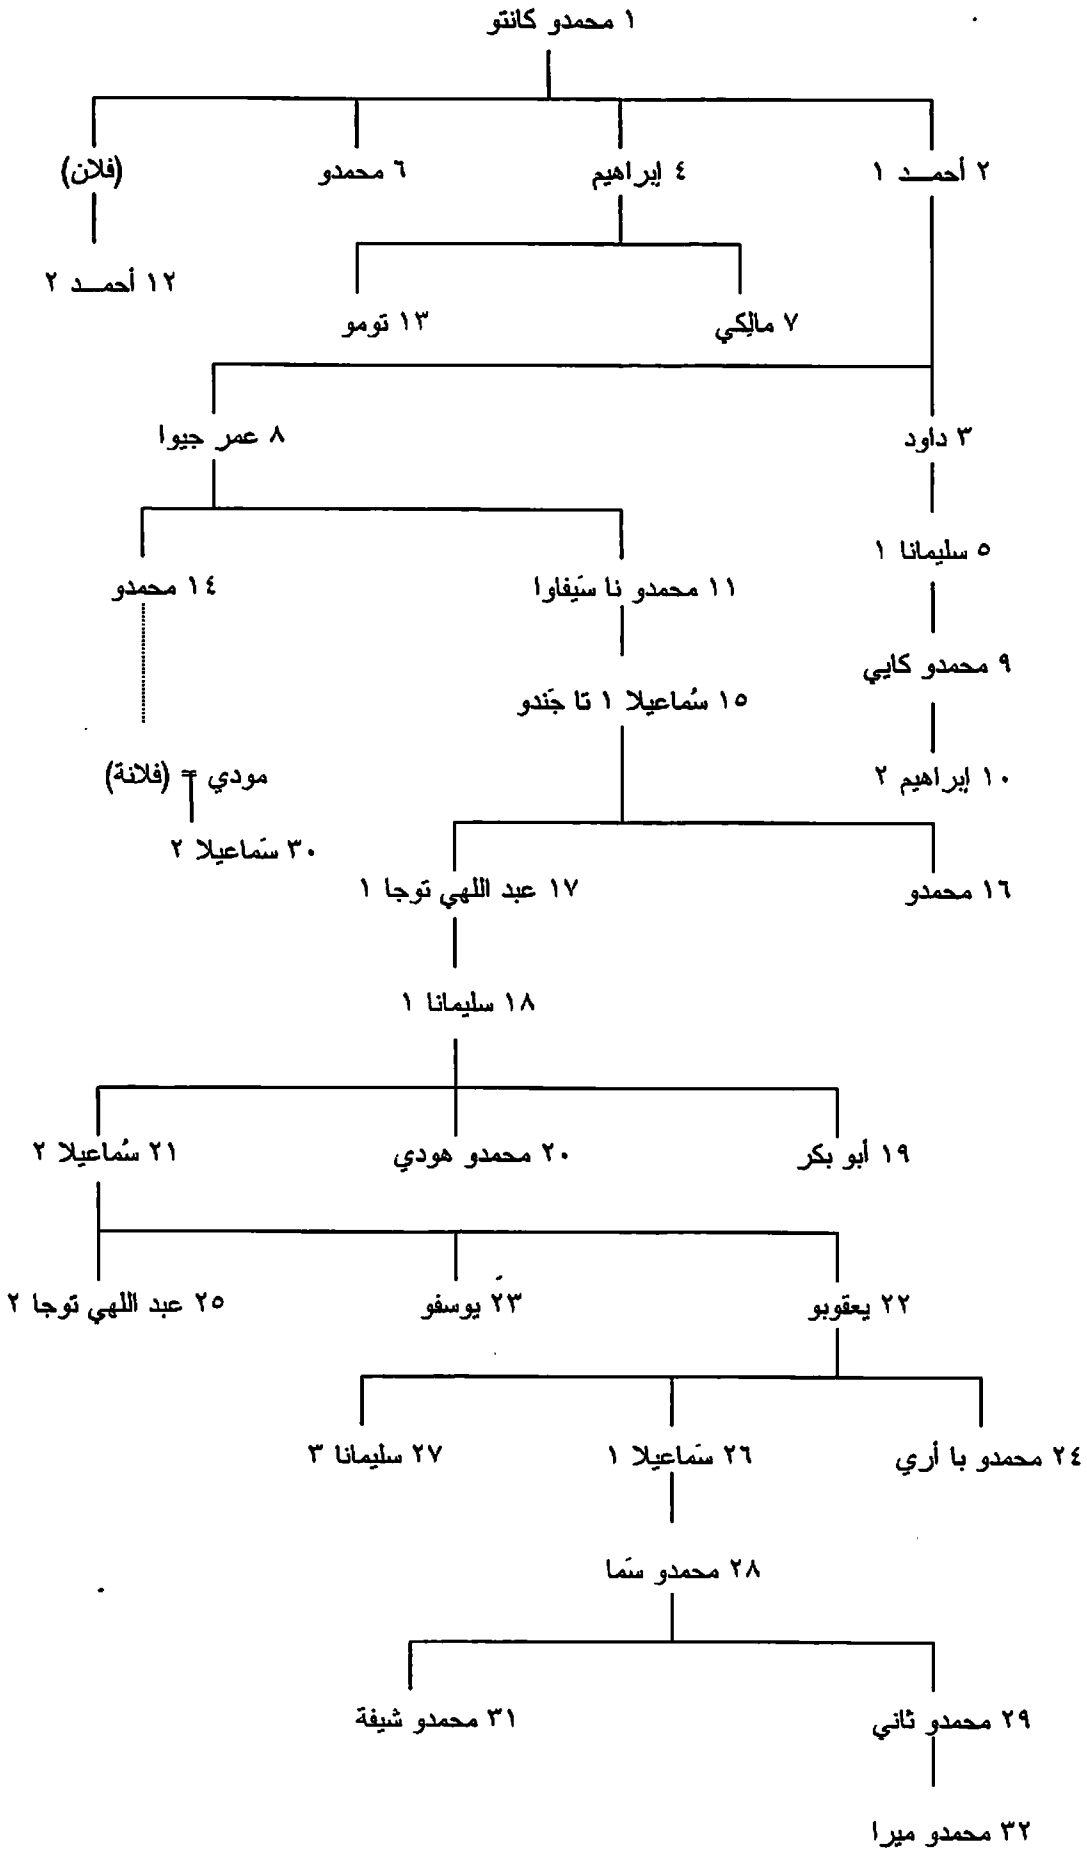 ١ محمدو كانتو
٢ أحمــد ١
٤ إبراهيم
٦ محمدو
(فلان)
١٢ أحمــد ٢
٧ مالِكي
١٣ تومو
٣ داود
٨ عمر جيوا
٥ سليمانا ١
١١ محمدو نا سَيفاوا
١٤ محمدو
٩ محمدو كايي
١٥ سُماعيلا ١ تا جَندو
١٠ إبراهيم ٢
مودي = (فلانة)
٣٠ سَماعيلا ٢
١٦ محمدو
١٧ عبد اللهي توجا ١
١٨ سليمانا ١
١٩ أبو بكر
٢٠ محمدو هودي
٢١ سُماعيلا ٢
٢٢ يعقوبو
٢٣ يوسفو
٢٥ عبد اللهي توجا ٢
٢٤ محمدو با أري
٢٦ سَماعيلا ١
٢٧ سليمانا ٣
٢٨ محمدو سَما
٢٩ محمدو ثاني
٣١ محمدو شيفة
٣٢ محمدو ميرا